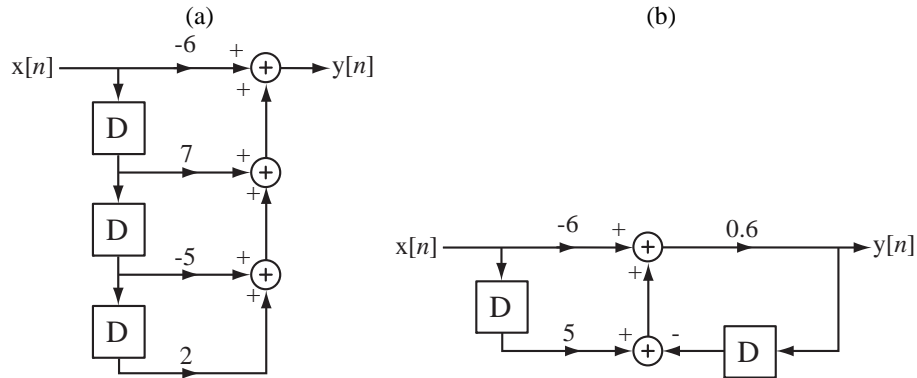 (a)
x[n] -6 + + y[n]
+
D
7 + +
+
D
-5 + +
+
D
2
(b)
x[n] -6 + + 0.6 y[n]
+
D
5 + + - D